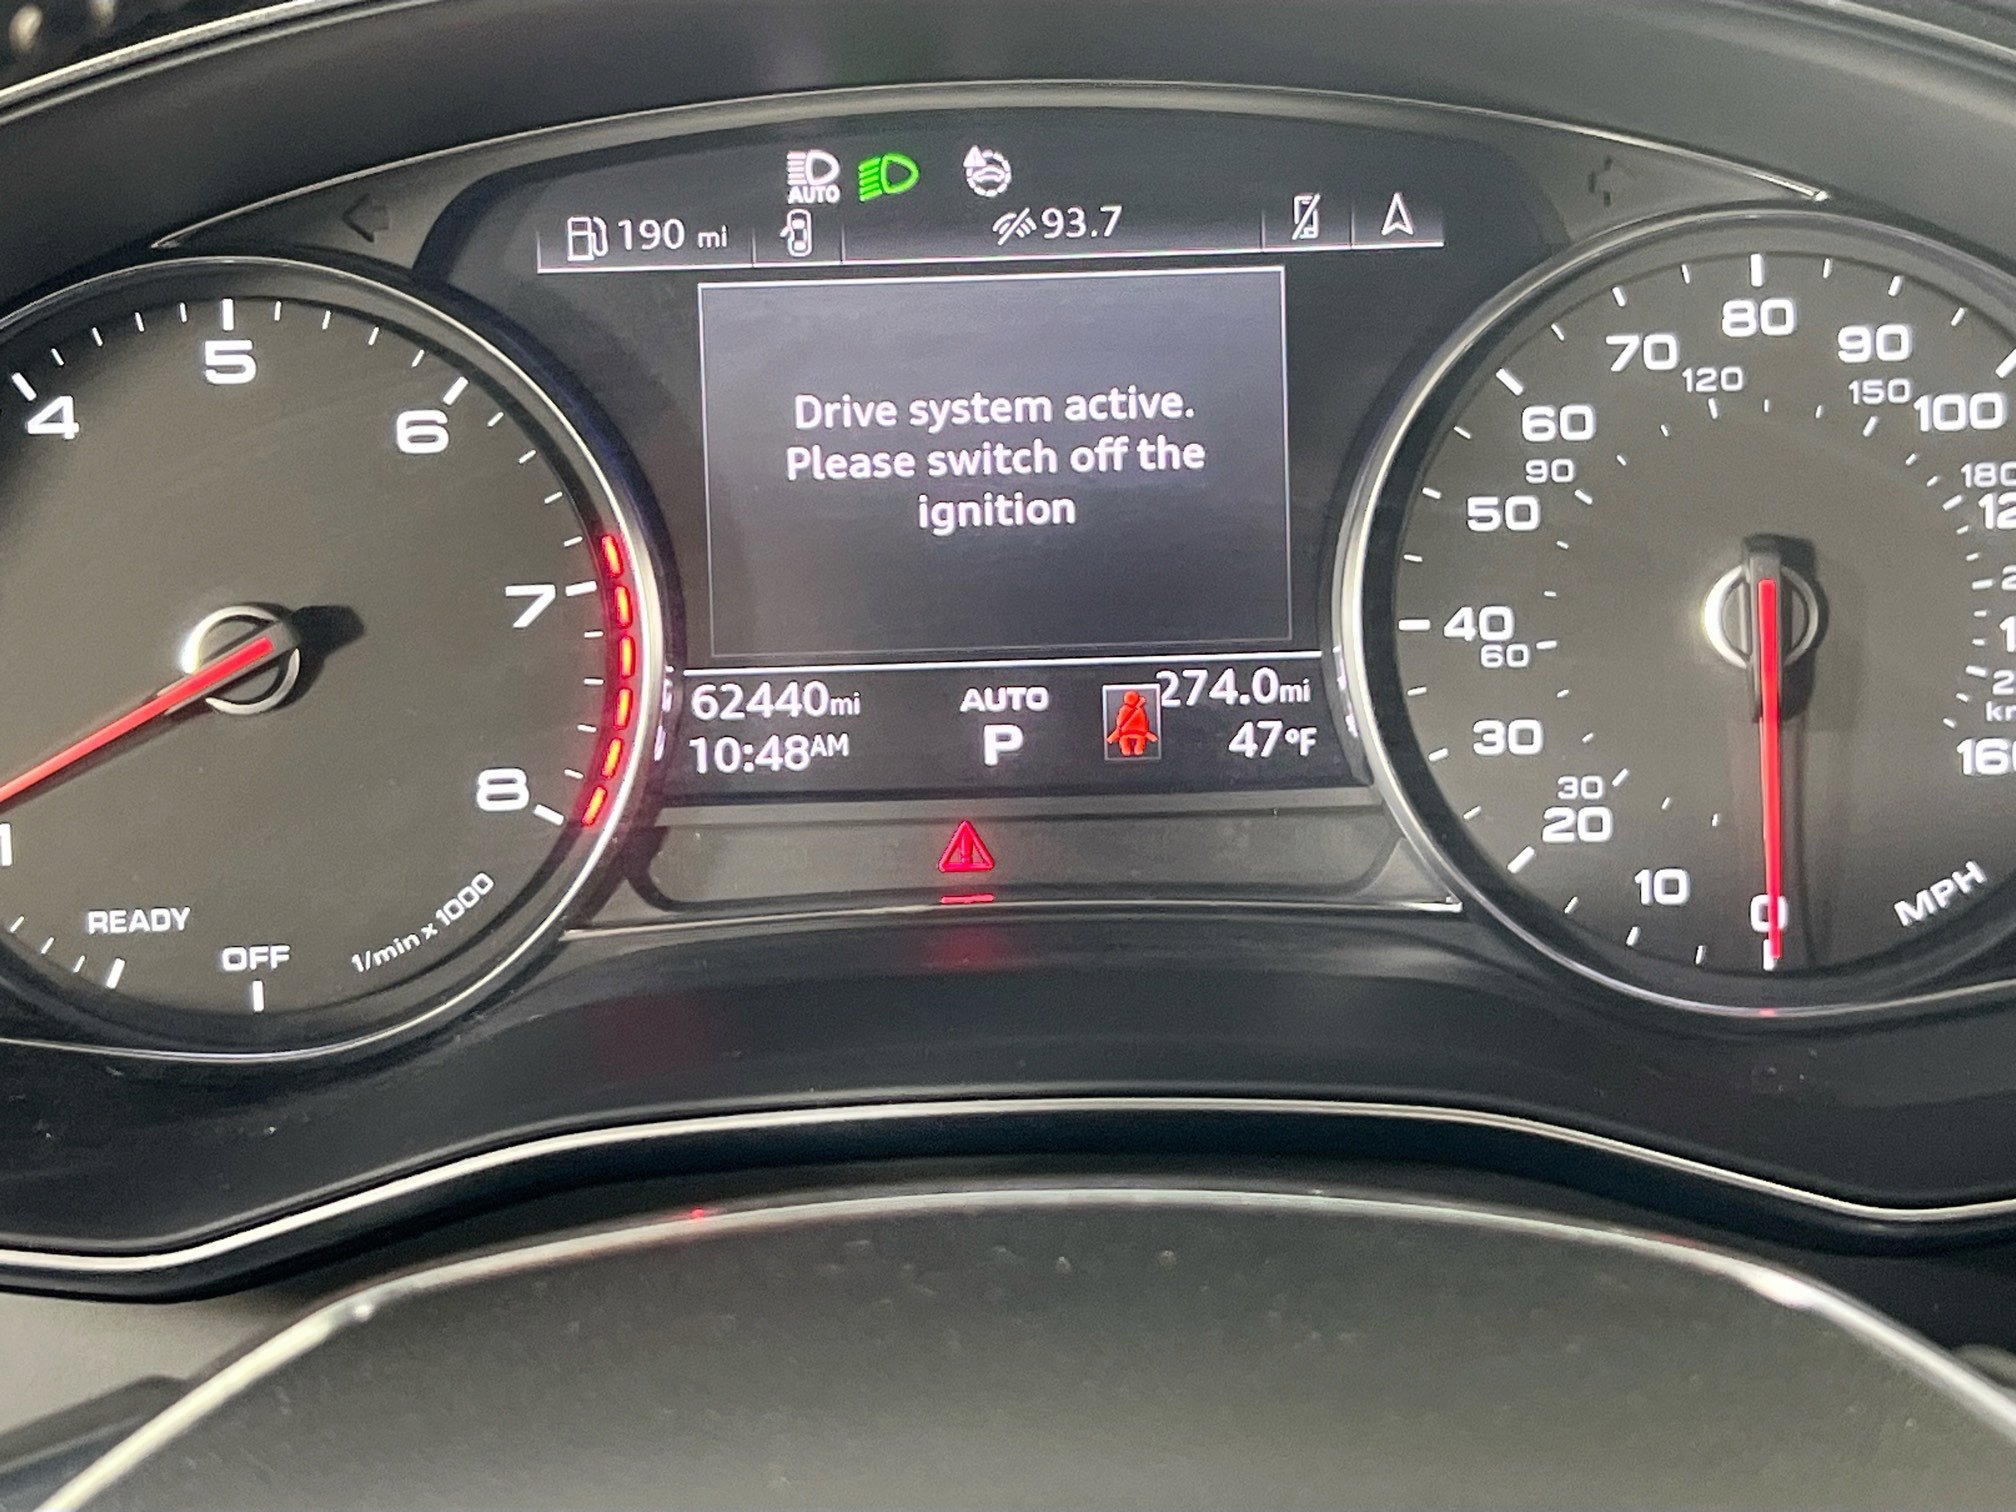 AUTO
190 mi
93.7
Drive system active.
Please switch off the
ignition
62440mi
AUTO
274.0mi
10:48AM
P
47°F
1
4
5
6
7
8
READY
OFF
1/min x 1000
0
10
20
30
40
50
60
70
80
90
100
30
60
90
120
150
MPH